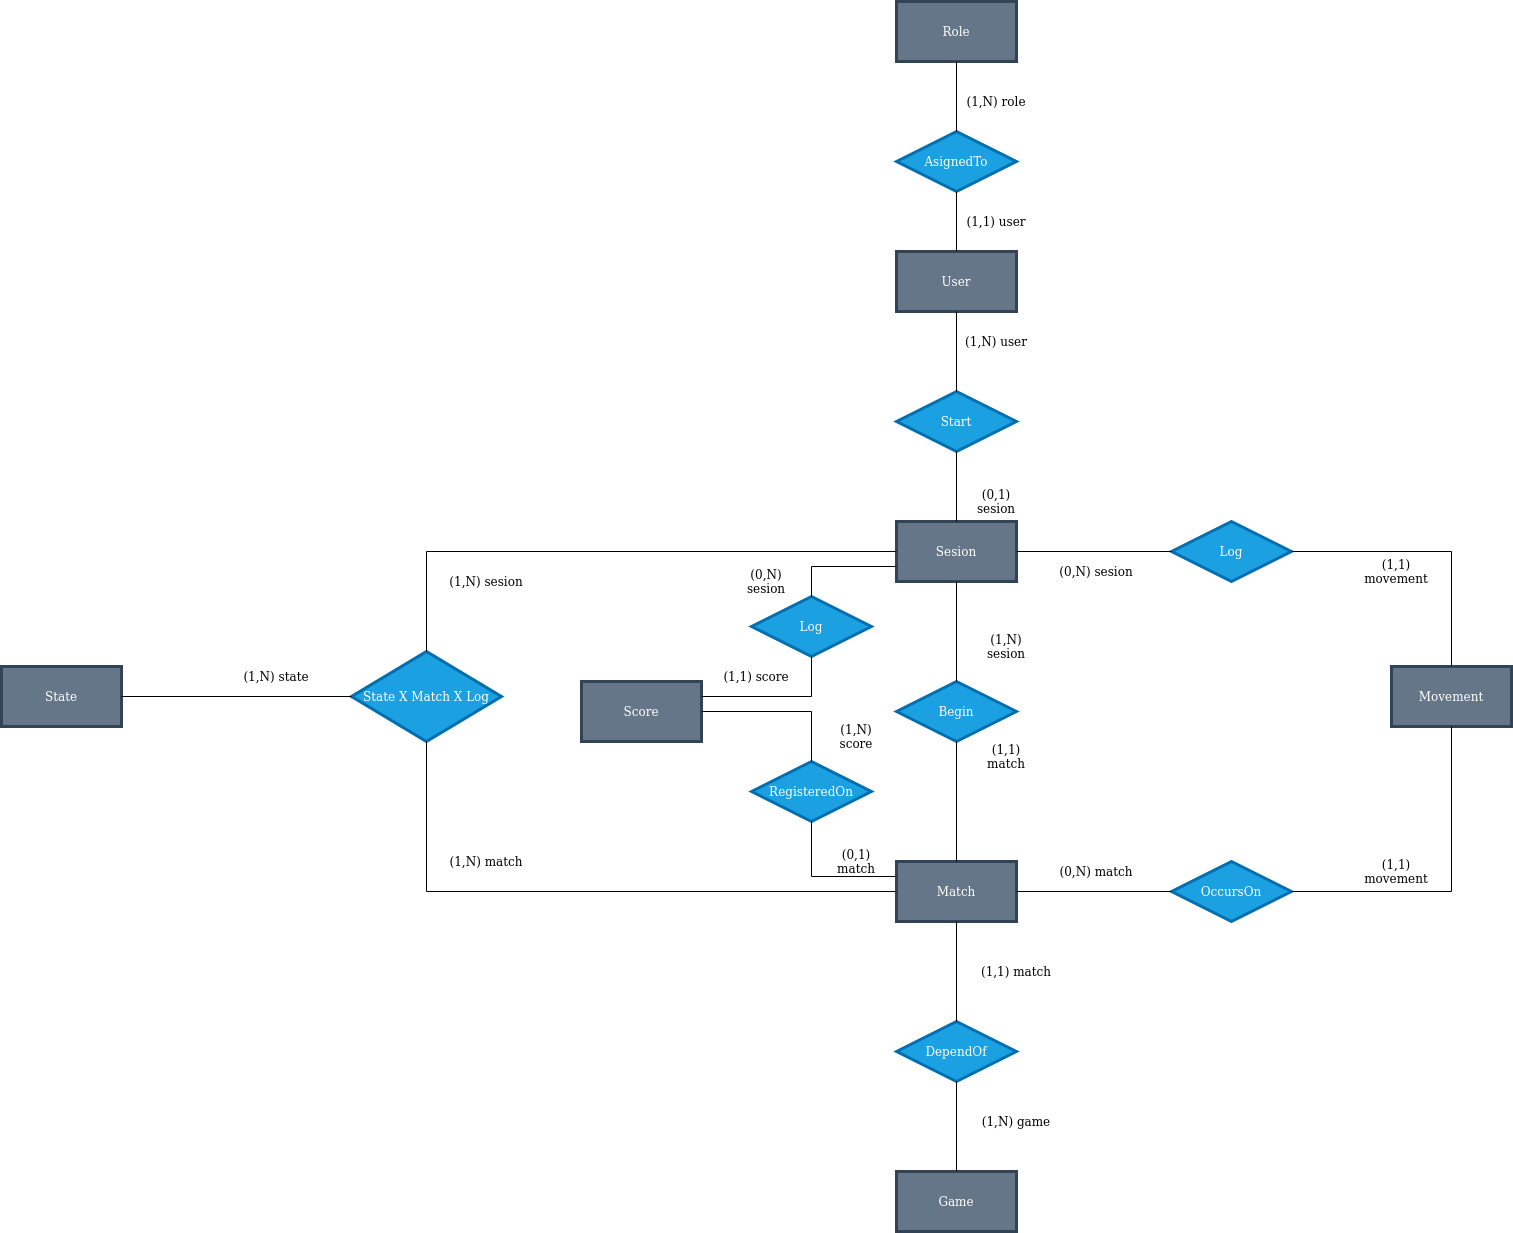 Role
(1,N) role
AsignedTo
(1,1) user
User
(1,N) user
Start
(0,1)
sesion
Sesion
(0,N) sesion
Log
(1,1)
movement
(1,N) sesion
(0,N)
sesion
Log
(1,1) score
(1,N)
sesion
State
(1,N) state
State X Match X Log
Score
Begin
Movement
(1,N)
score
(1,1)
match
RegisteredOn
(0,1)
match
(1,N) match
Match
(0,N) match
OccursOn
(1,1)
movement
(1,1) match
DependOf
(1,N) game
Game